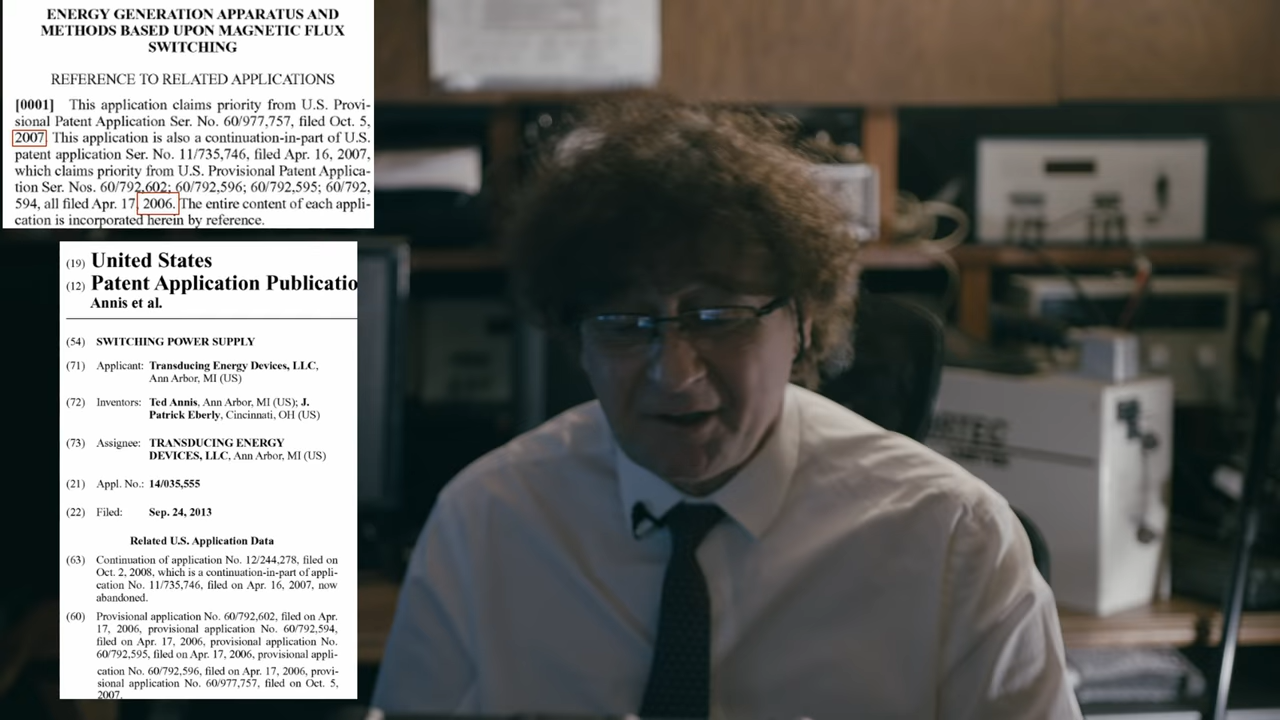 ENERGY GENERATION APPARATUS AND
METHODS BASED UPON MAGNETIC FLUX
SWITCHING
REFERENCE TO RELATED APPLICATIONS
[0001] This application claims priority from U.S. Provi-
sional Patent Application Ser. No. 60/977,757, filed Oct. 5,
2007 This application is also a continuation-in-part of U.S.
patent application Ser. No. 11/735,746, filed Apr. 16, 2007,
which claims priority from U.S. Provisional Patent Applica-
tion Ser. Nos. 60/792,602; 60/792,596; 60/792,595; 60/792,
594, all filed Apr. 17 2006. The entire content of each appli-
cation is incorporated herein by reference.
(19) United States
(12) Patent Application Publicatio
Annis et al.
(54) SWITCHING POWER SUPPLY
(71) Applicant: Transducing Energy Devices, LLC,
Ann Arbor, MI (US)
(72) Inventors: Ted Annis, Ann Arbor, MI (US); J.
Patrick Eberly, Cincinnati, OH (US)
(73) Assignee: TRANSDUCING ENERGY
DEVICES, LLC, Ann Arbor, MI (US)
(21) Appl. No.: 14/035,555
(22) Filed: Sep. 24, 2013
Related U.S. Application Data
(63) Continuation of application No. 12/244,278, filed on
Oct. 2, 2008, which is a continuation-in-part of appli-
cation No. 11/735,746, filed on Apr. 16, 2007, now
abandoned.
(60) Provisional application No. 60/792,602, filed on Apr.
17, 2006, provisional application No. 60/792,594,
filed on Apr. 17, 2006, provisional application No.
60/792,595, filed on Apr. 17, 2006, provisional appli-
cation No. 60/792,596, filed on Apr. 17, 2006, provi-
sional application No. 60/977,757, filed on Oct. 5,
2007.